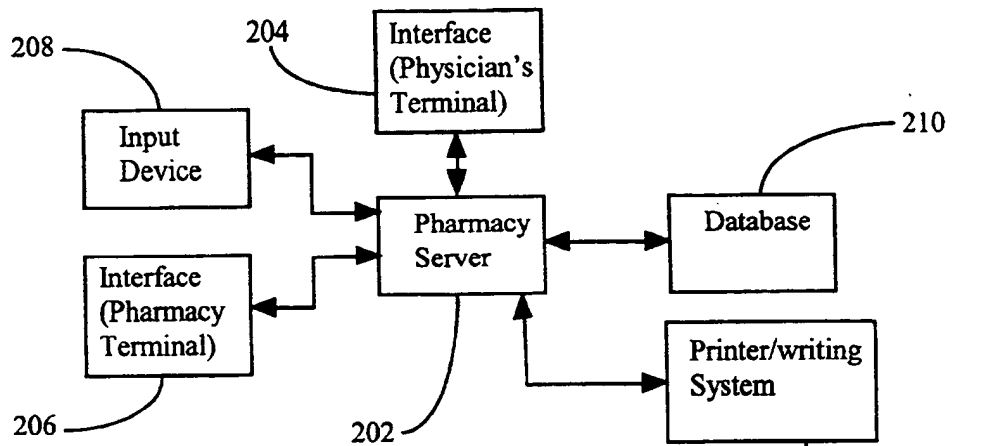 208
204
Interface
(Physician's
Terminal)
210
Input
Device
Pharmacy
Server
Database
Interface
(Pharmacy
Terminal)
Printer/writing
System
206
202